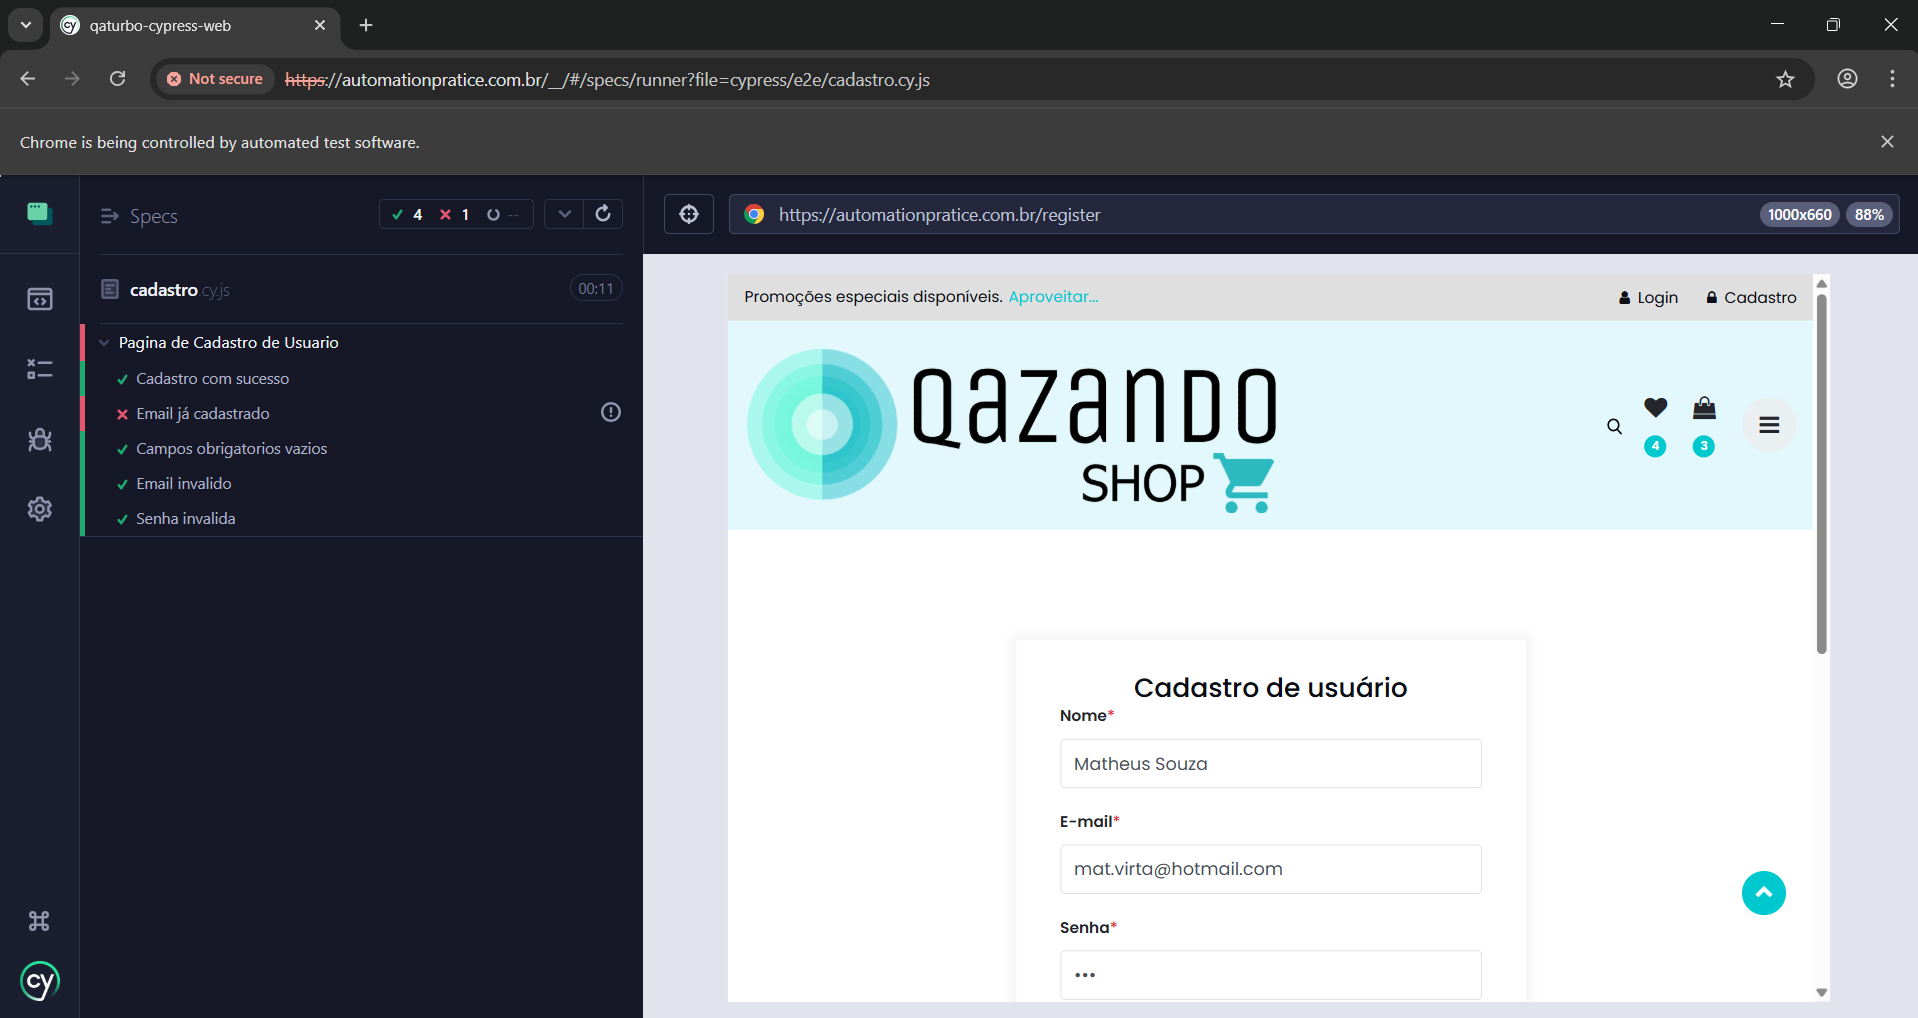 qaturbo-cypress-web
Not secure
https://automationpratice.com.br/__/#/specs/runner?file=cypress/e2e/cadastro.cy.js
Chrome is being controlled by automated test software.
Specs
4 1 --
cadastro.cy.js
00:11
Pagina de Cadastro de Usuario
Cadastro com sucesso
Email já cadastrado
Campos obrigatorios vazios
Email invalido
Senha invalida
cy
https://automationpratice.com.br/register
1000x660
88%
Promoções especiais disponíveis. Aproveitar...
Login
Cadastro
QAZANDO
SHOP
4
3
Cadastro de usuário
Nome*
Matheus Souza
E-mail*
mat.virta@hotmail.com
Senha*
•••